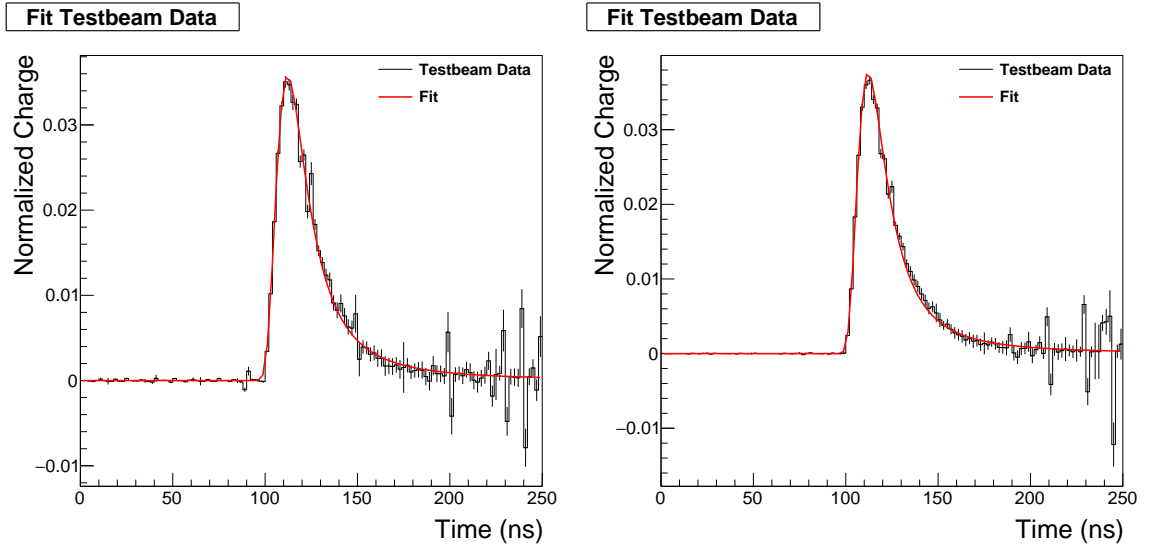 Fit Testbeam Data
Normalized Charge
0.03
0.02
0.01
0
−0.01
Testbeam Data
Fit
0 50 100 150 200 250
Time (ns)
Fit Testbeam Data
Normalized Charge
0.03
0.02
0.01
0
−0.01
Testbeam Data
Fit
0 50 100 150 200 250
Time (ns)